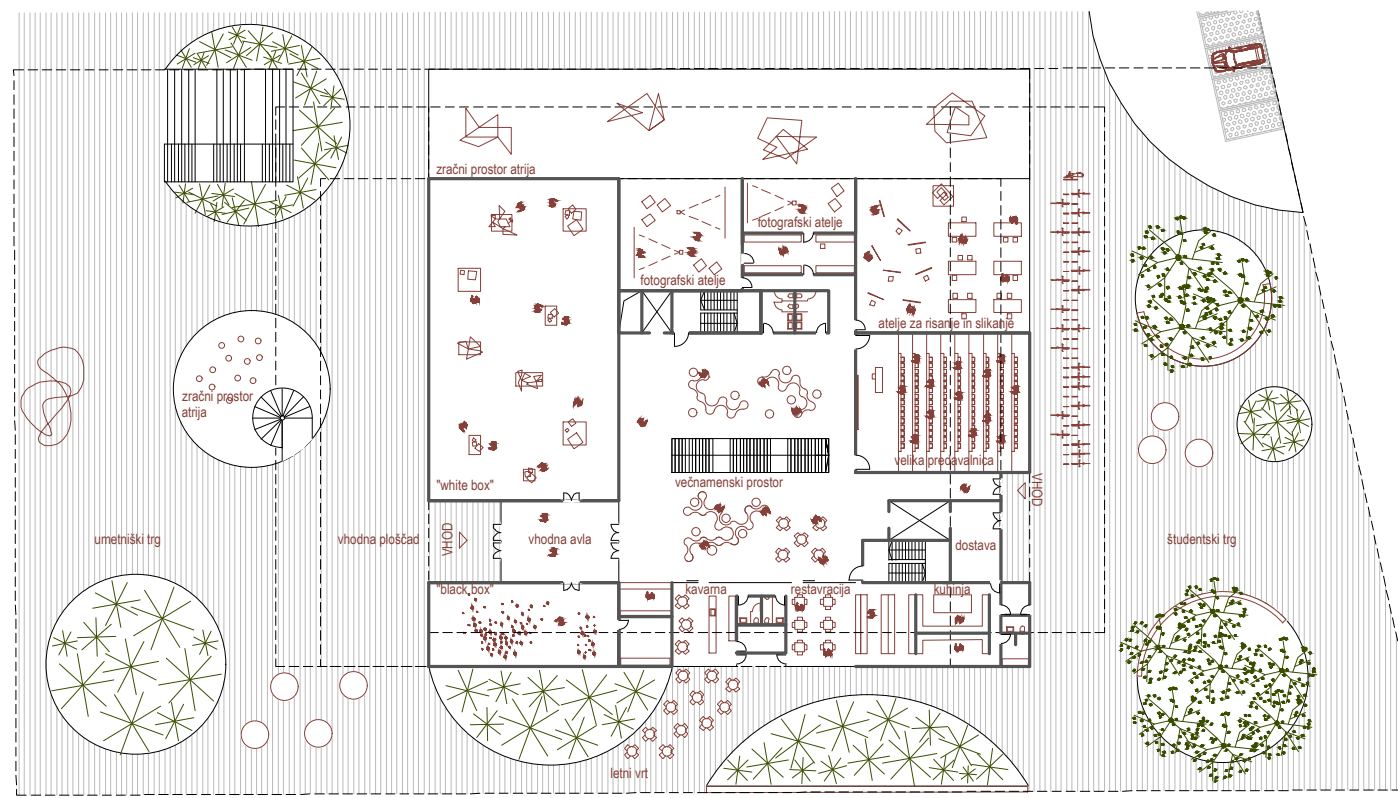 zračni prostor atrija
fotografski atelje
fotografski atelje
atelje za risanje in slikanje
zračni prostor
atrija
velika predavalnica
"white box"
večnamenski prostor
VHOD
umetniški trg
vhodna ploščad
VHOD
vhodna avla
dostava
študentski trg
"black box"
kavarna
restavracija
kuhinja
letni vrt